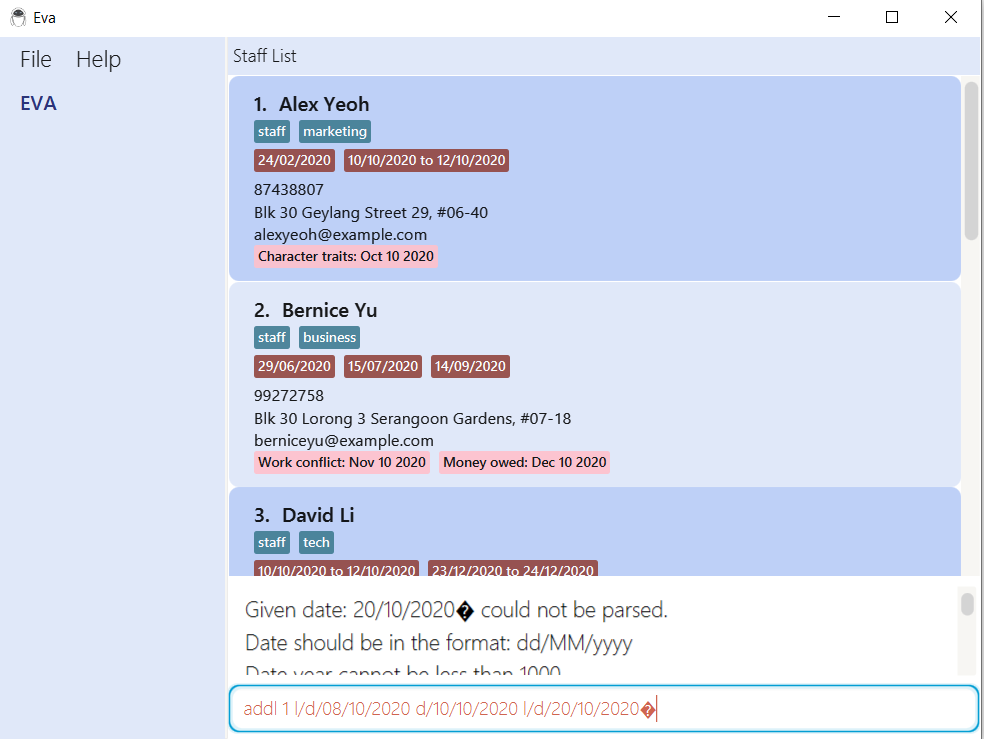 Eva
File Help
EVA
Staff List
1. Alex Yeoh
staff marketing
24/02/2020 10/10/2020 to 12/10/2020
87438807
Blk 30 Geylang Street 29, #06-40
alexyeoh@example.com
Character traits: Oct 10 2020
2. Bernice Yu
staff business
29/06/2020 15/07/2020 14/09/2020
99272758
Blk 30 Lorong 3 Serangoon Gardens, #07-18
berniceyu@example.com
Work conflict: Nov 10 2020 Money owed: Dec 10 2020
3. David Li
staff tech
10/10/2020 to 12/10/2020 23/12/2020 to 24/12/2020
Given date: 20/10/2020� could not be parsed.
Date should be in the format: dd/MM/yyyy
Date year cannot be less than 1000
addl 1 l/d/08/10/2020 d/10/10/2020 l/d/20/10/2020�